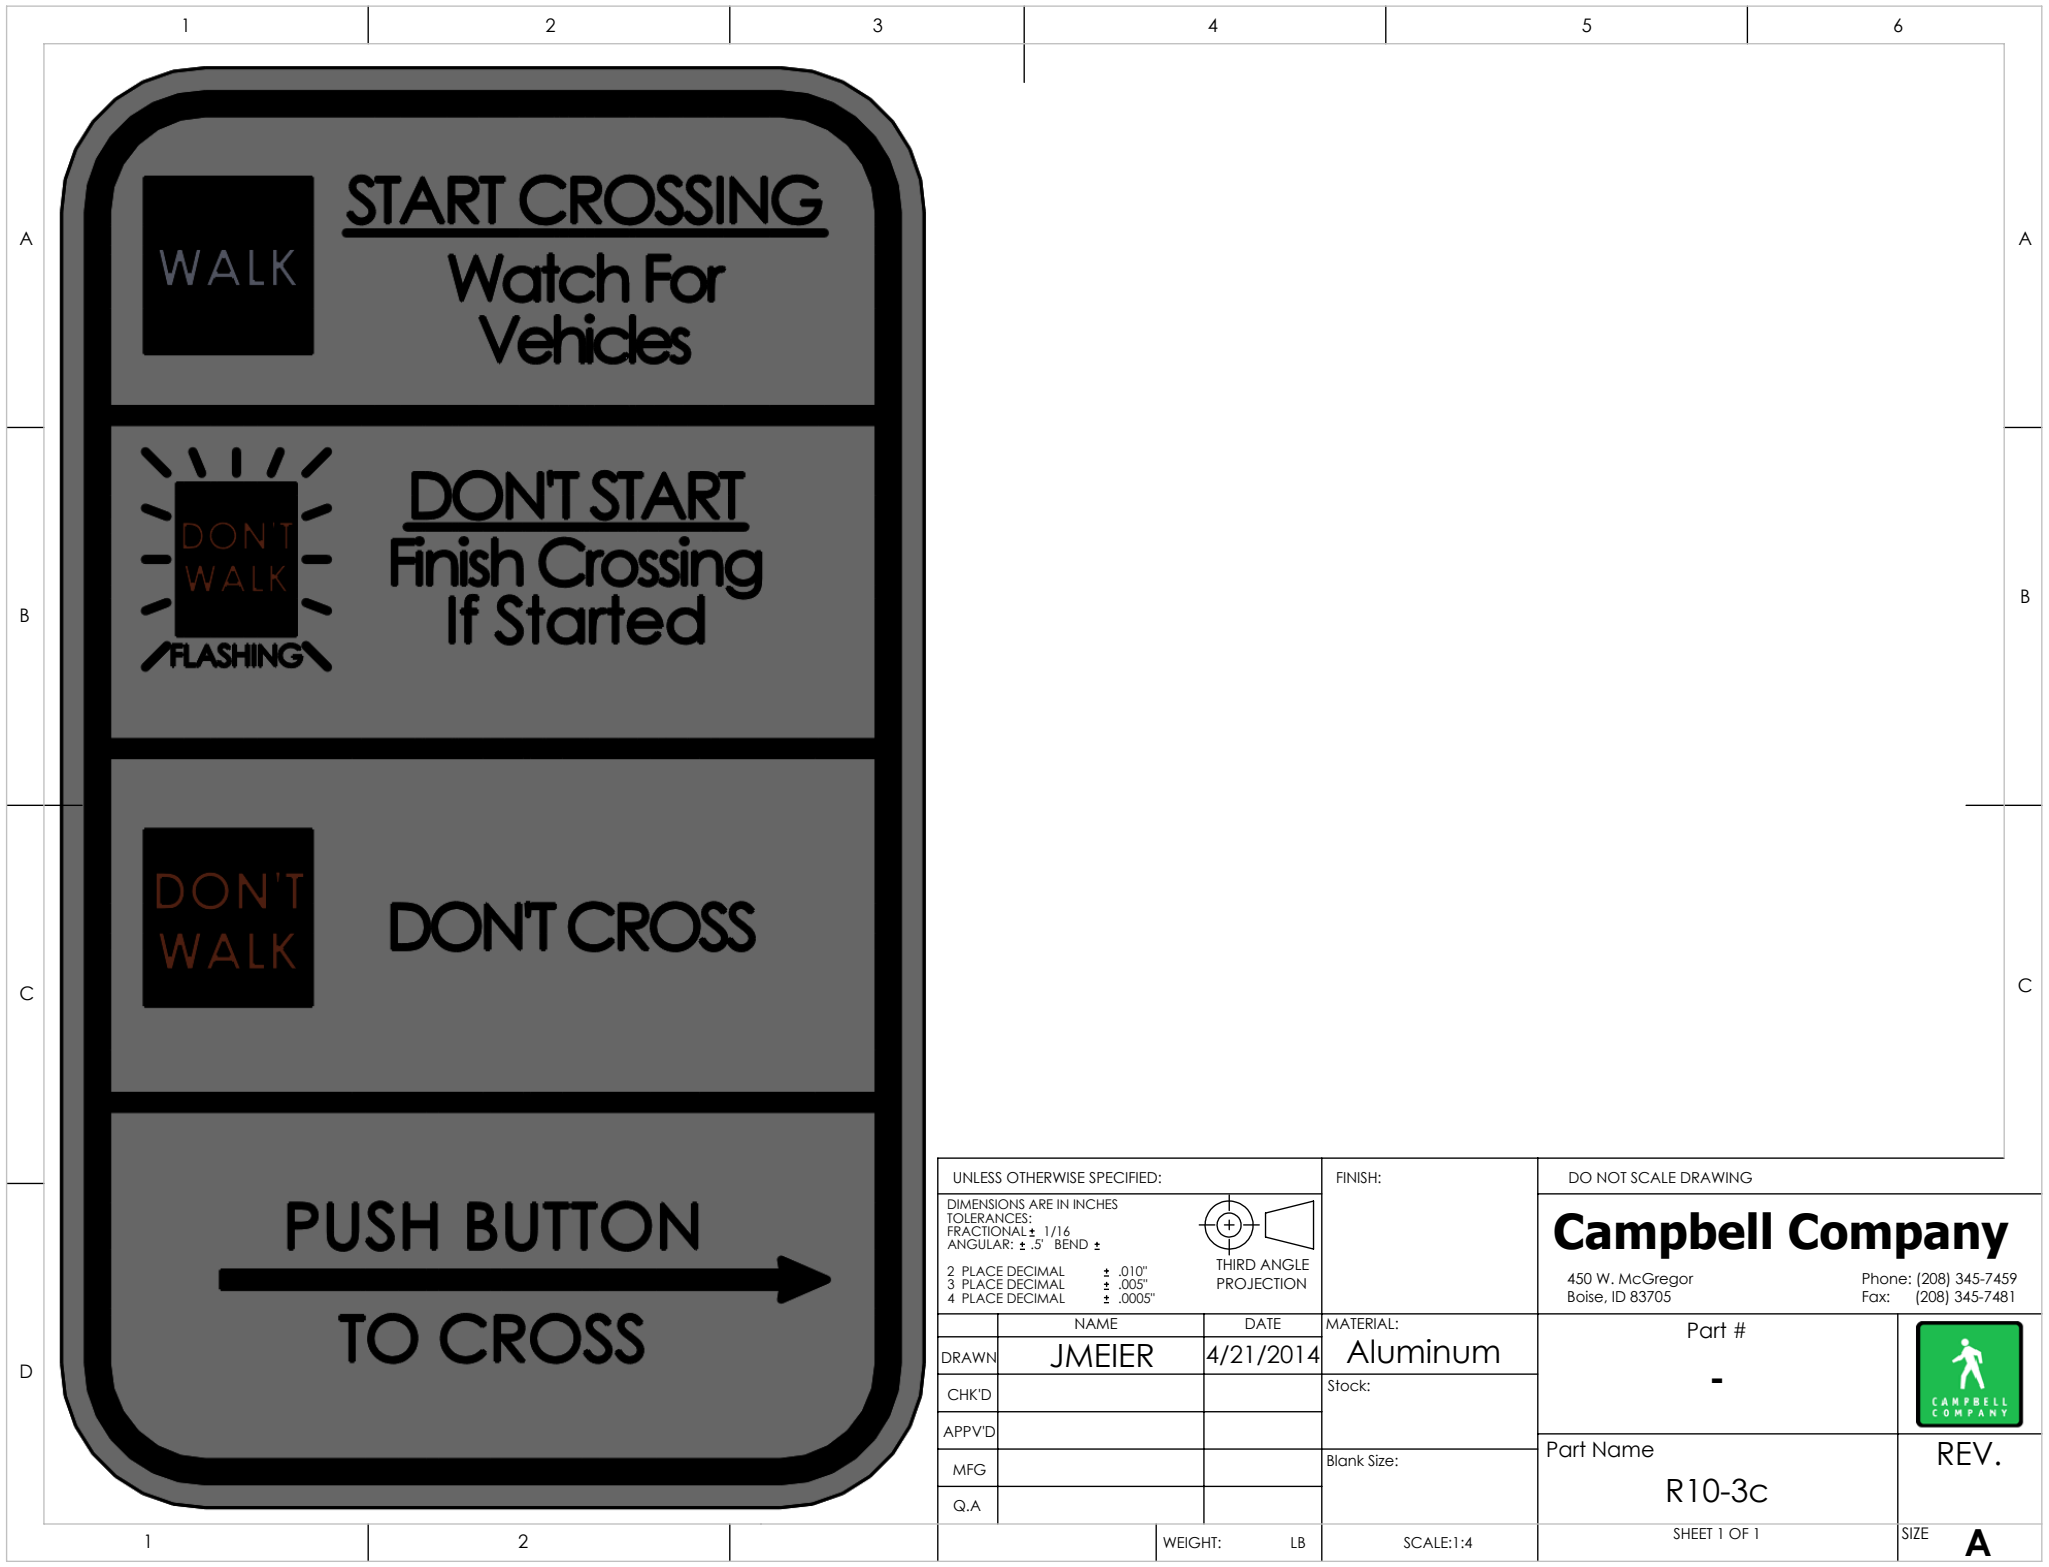 1 2 3 4 5 6
A A
START CROSSING
WALK
Watch For
Vehicles
B B
DON'T START
DON'T
WALK
Finish Crossing
If Started
FLASHING
C C
DON'T
WALK
DON'T CROSS
D
PUSH BUTTON
TO CROSS
UNLESS OTHERWISE SPECIFIED:
DIMENSIONS ARE IN INCHES
TOLERANCES:
FRACTIONAL ± 1/16
ANGULAR: ± .5' BEND ±
2 PLACE DECIMAL ± .010"
3 PLACE DECIMAL ± .005"
4 PLACE DECIMAL ± .0005"
THIRD ANGLE
PROJECTION
FINISH:
DO NOT SCALE DRAWING
Campbell Company
450 W. McGregor
Boise, ID 83705
Phone: (208) 345-7459
Fax: (208) 345-7481
NAME DATE
DRAWN JMEIER 4/21/2014
CHK'D
APPV'D
MFG
Q.A
MATERIAL:
Aluminum
Stock:
Blank Size:
Part #
-
CAMPBELL
COMPANY
Part Name
R10-3c
REV.
1 2
WEIGHT: LB
SCALE:1:4
SHEET 1 OF 1
SIZE A